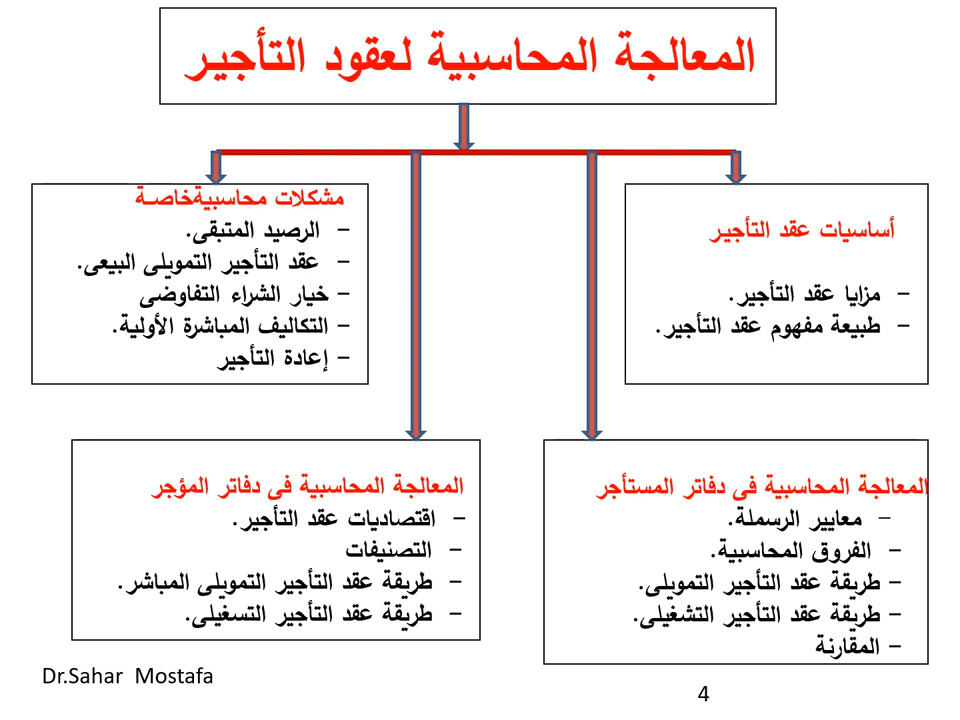 المعالجة المحاسبية لعقود التأجير
أساسيات عقد التأجير
- مزايا عقد التأجير.
- طبيعة مفهوم عقد التأجير.
مشكلات محاسبيةخاصة
- الرصيد المتبقى.
- عقد التأجير التمويلى البيعى.
- خيار الشراء التفاوضى
- التكاليف المباشرة الأولية.
- إعادة التأجير
المعالجة المحاسبية فى دفاتر المستأجر
- معايير الرسملة.
- الفروق المحاسبية.
- طريقة عقد التأجير التمويلى.
- طريقة عقد التأجير التشغيلى.
- المقارنة
المعالجة المحاسبية فى دفاتر المؤجر
- اقتصاديات عقد التأجير.
- التصنيفات
- طريقة عقد التأجير التمويلى المباشر.
- طريقة عقد التأجير التسغيلى.
Dr.Sahar Mostafa
4